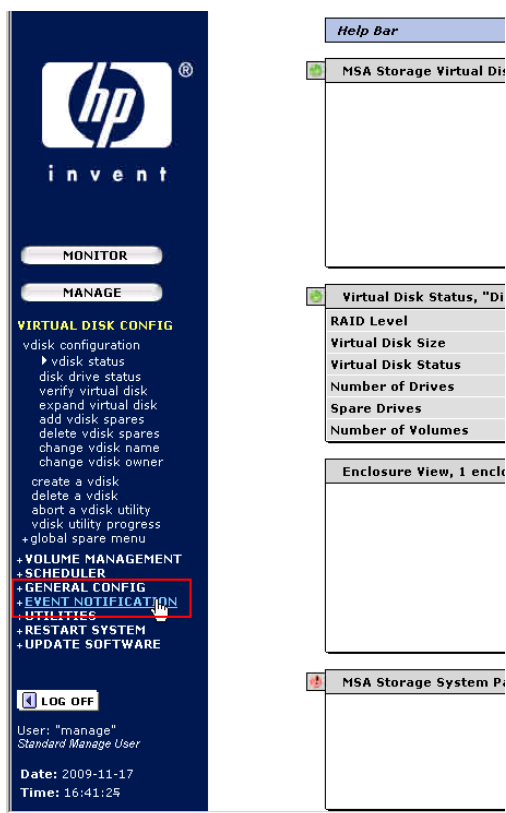 Help Bar
hp
®
invent
MSA Storage Virtual Dis
MONITOR
MANAGE
Virtual Disk Status, "Di
VIRTUAL DISK CONFIG
RAID Level
vdisk configuration
Virtual Disk Size
vdisk status
Virtual Disk Status
disk drive status
verify virtual disk
Number of Drives
expand virtual disk
add vdisk spares
Spare Drives
delete vdisk spares
Number of Volumes
change vdisk name
change vdisk owner
Enclosure View, 1 enclo
create a vdisk
delete a vdisk
abort a vdisk utility
vdisk utility progress
+global spare menu
+VOLUME MANAGEMENT
+SCHEDULER
+GENERAL CONFIG
+EVENT NOTIFICATION
+UTILITIES
+RESTART SYSTEM
+UPDATE SOFTWARE
MSA Storage System Pa
LOG OFF
User: "manage"
Standard Manage User
Date: 2009-11-17
Time: 16:41:25